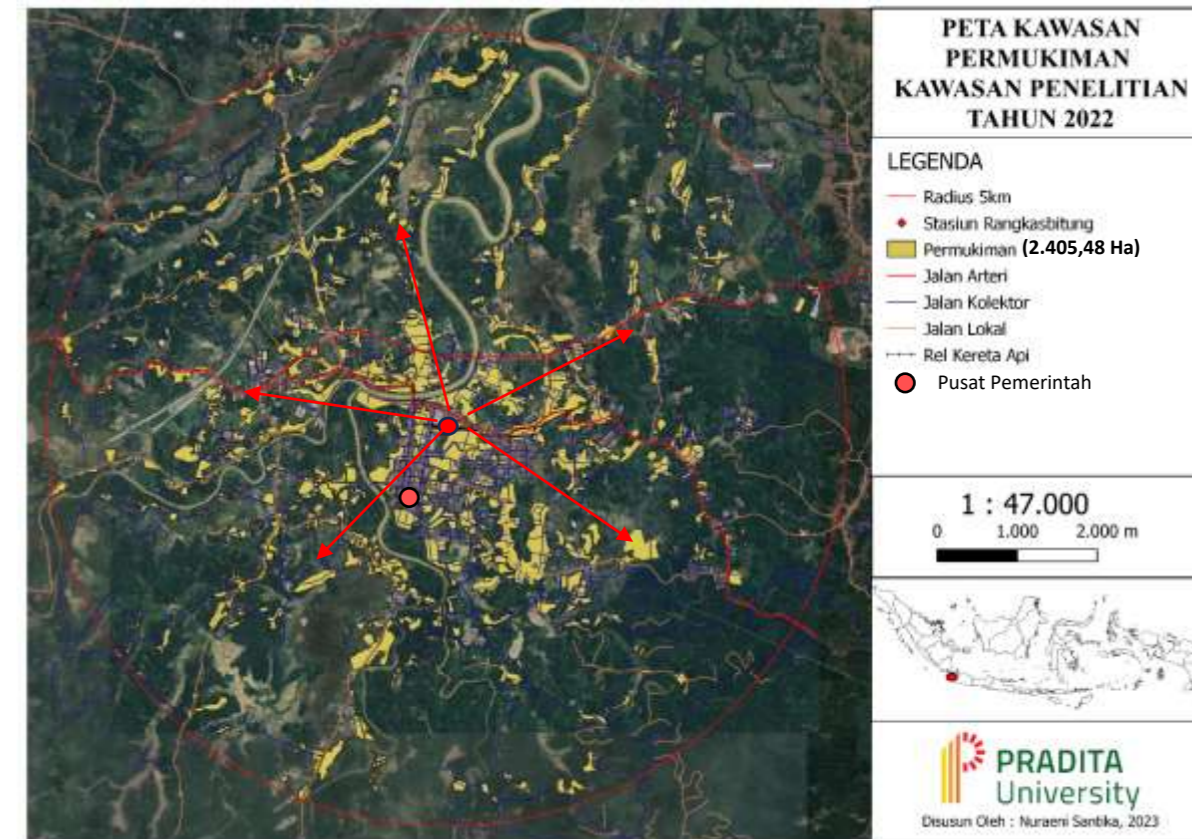 PETA KAWASAN
PERMUKIMAN
KAWASAN PENELITIAN
TAHUN 2022
LEGENDA
Radius 5km
Stasiun Rangkasbitung
Permukiman (2.405,48 Ha)
Jalan Arteri
Jalan Kolektor
Jalan Lokal
Rel Kereta Api
Pusat Pemerintah
1 : 47.000
0 1.000 2.000 m
PRADITA
University
Disusun Oleh : Nuraeni Santika, 2023